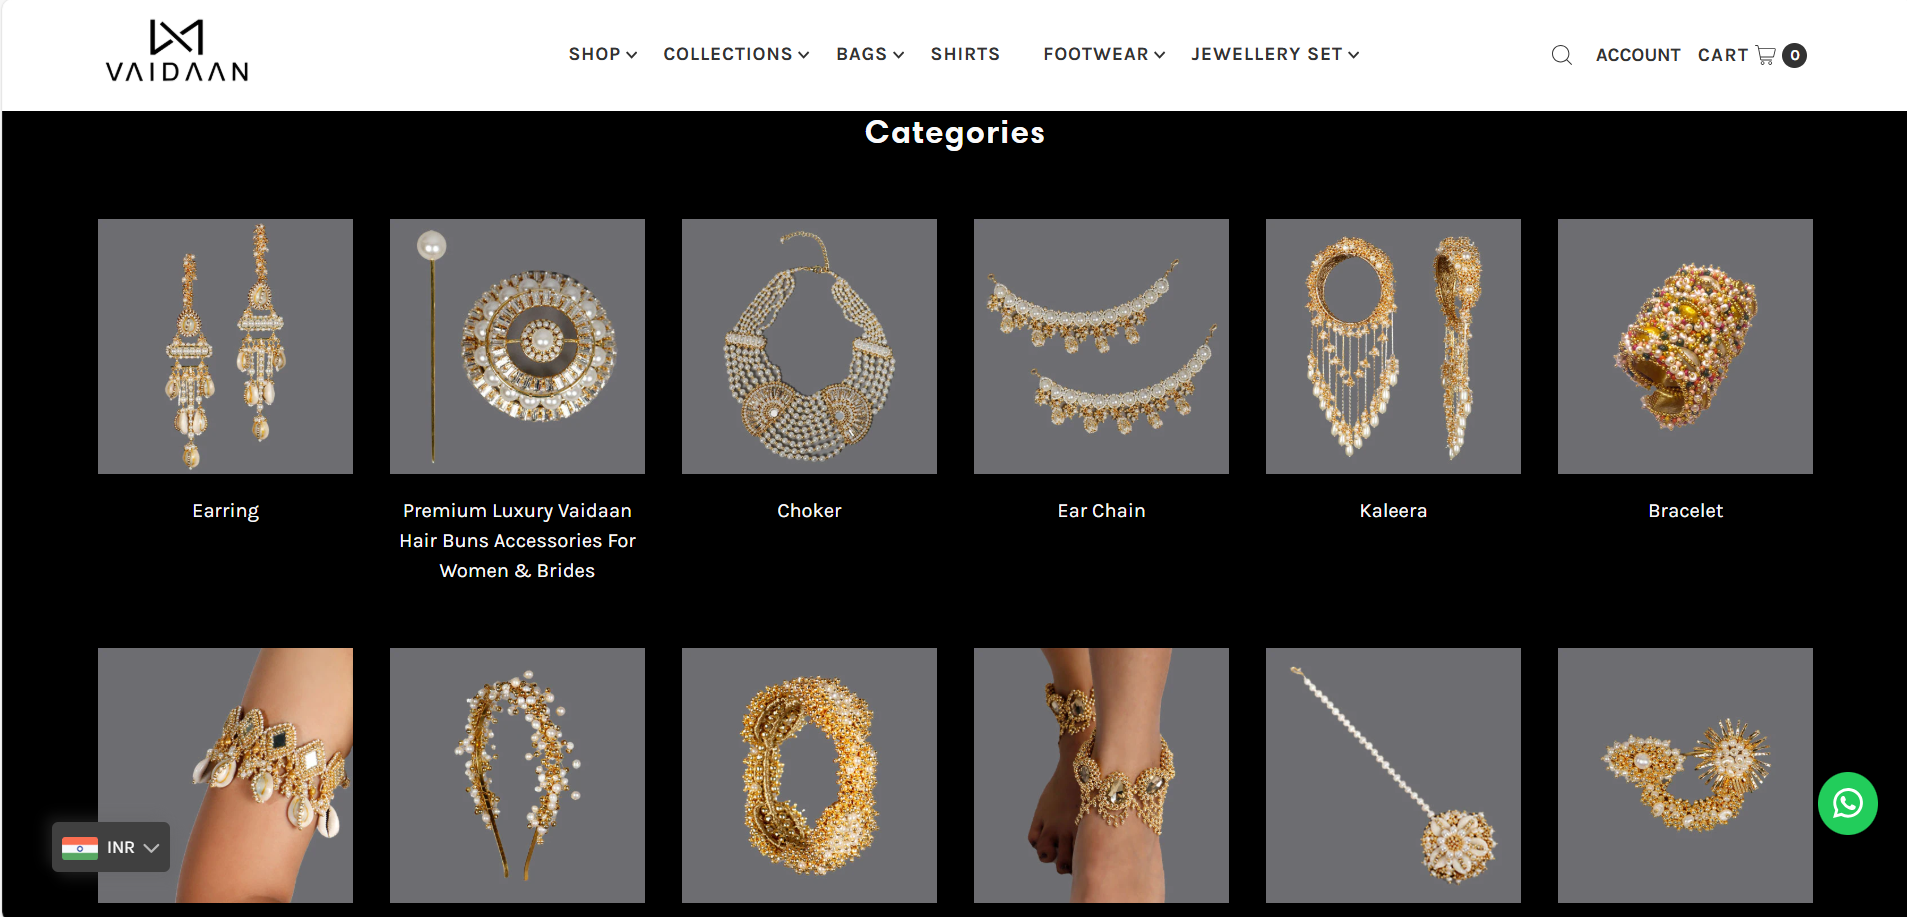 VAIDAAN
SHOP
COLLECTIONS
BAGS
SHIRTS
FOOTWEAR
JEWELLERY SET
ACCOUNT
CART
0
Categories
Earring
Premium Luxury Vaidaan
Hair Buns Accessories For
Women & Brides
Choker
Ear Chain
Kaleera
Bracelet
INR